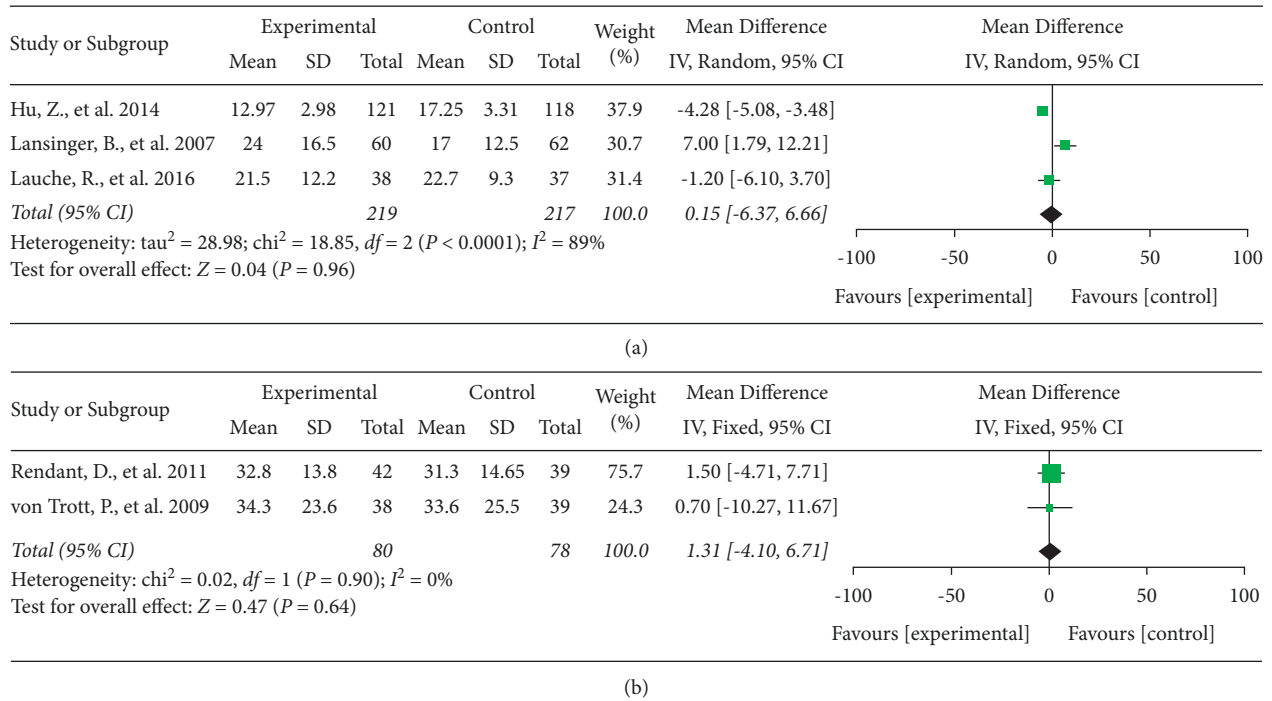 Study or Subgroup Experimental Control Weight (%) Mean Difference Mean Difference
Mean SD Total Mean SD Total IV, Random, 95% CI IV, Random, 95% CI
Hu, Z., et al. 2014 12.97 2.98 121 17.25 3.31 118 37.9 -4.28 [-5.08, -3.48]
Lansinger, B., et al. 2007 24 16.5 60 17 12.5 62 30.7 7.00 [1.79, 12.21]
Lauche, R., et al. 2016 21.5 12.2 38 22.7 9.3 37 31.4 -1.20 [-6.10, 3.70]
Total (95% CI) 219 217 100.0 0.15 [-6.37, 6.66]
Heterogeneity: tau² = 28.98; chi² = 18.85, df = 2 (P < 0.0001); I² = 89%
Test for overall effect: Z = 0.04 (P = 0.96)
-100 -50 0 50 100
Favours [experimental] Favours [control]
(a)
Study or Subgroup Experimental Control Weight (%) Mean Difference Mean Difference
Mean SD Total Mean SD Total IV, Fixed, 95% CI IV, Fixed, 95% CI
Rendant, D., et al. 2011 32.8 13.8 42 31.3 14.65 39 75.7 1.50 [-4.71, 7.71]
von Trott, P., et al. 2009 34.3 23.6 38 33.6 25.5 39 24.3 0.70 [-10.27, 11.67]
Total (95% CI) 80 78 100.0 1.31 [-4.10, 6.71]
Heterogeneity: chi² = 0.02, df = 1 (P = 0.90); I² = 0%
Test for overall effect: Z = 0.47 (P = 0.64)
-100 -50 0 50 100
Favours [experimental] Favours [control]
(b)